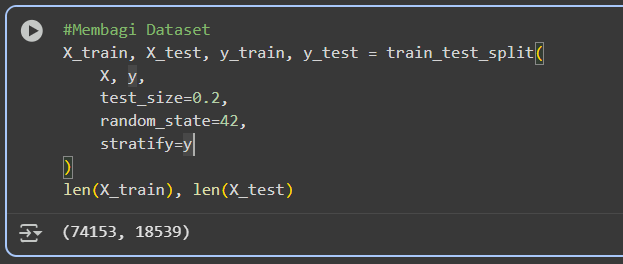 #Membagi Dataset
X_train, X_test, y_train, y_test = train_test_split(
    X, y,
    test_size=0.2,
    random_state=42,
    stratify=y
)
len(X_train), len(X_test)
(74153, 18539)